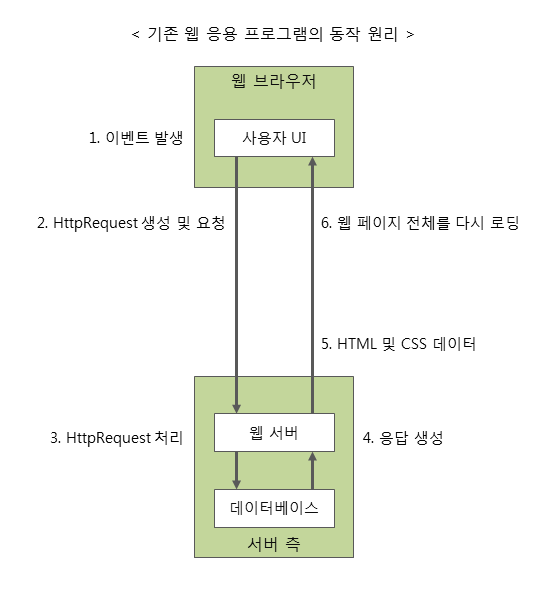 < 기존 웹 응용 프로그램의 동작 원리 >
웹 브라우저
1. 이벤트 발생
사용자 UI
2. HttpRequest 생성 및 요청
6. 웹 페이지 전체를 다시 로딩
5. HTML 및 CSS 데이터
3. HttpRequest 처리
웹 서버
4. 응답 생성
데이터베이스
서버 측